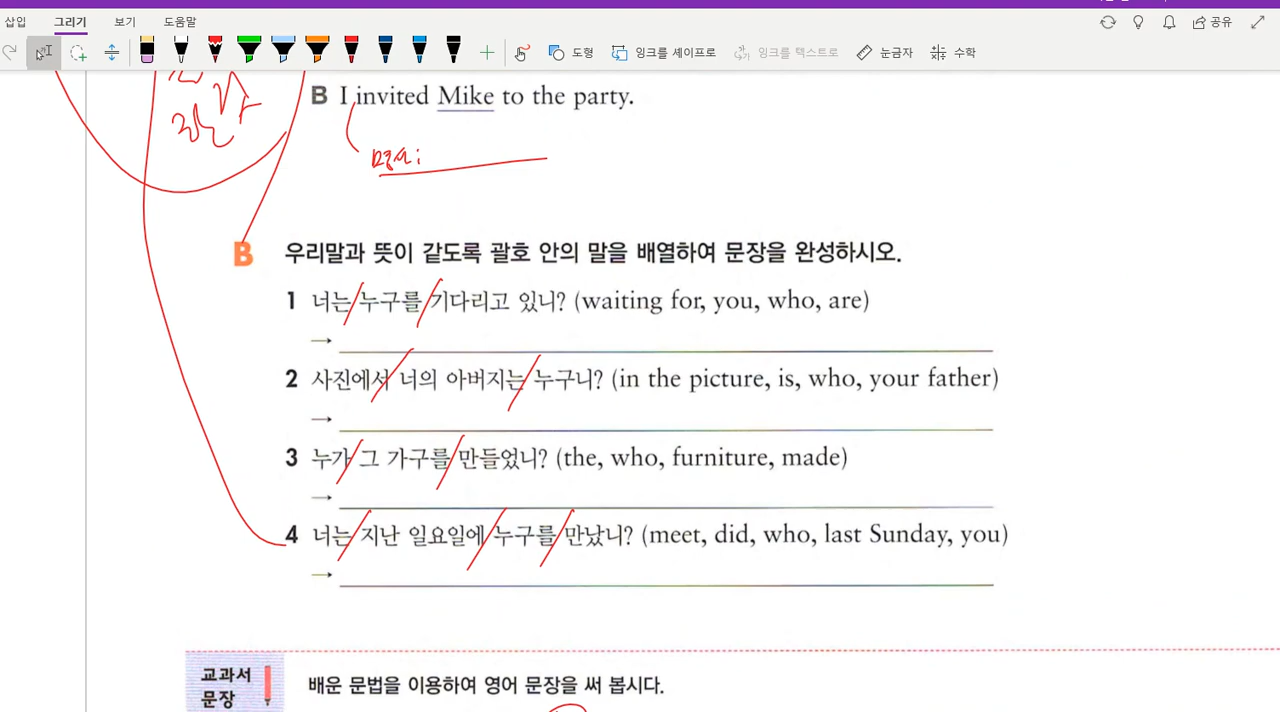 삽입 그리기 보기 도움말
공유
도형 잉크를 셰이프로 잉크를 텍스트로 눈금자 수학
B I invited Mike to the party.
명사:
B 우리말과 뜻이 같도록 괄호 안의 말을 배열하여 문장을 완성하시오.
1 너는 누구를 기다리고 있니? (waiting for, you, who, are)
→
2 사진에서 너의 아버지는 누구니? (in the picture, is, who, your father)
→
3 누가 그 가구를 만들었니? (the, who, furniture, made)
→
4 너는 지난 일요일에 누구를 만났니? (meet, did, who, last Sunday, you)
→
교과서
문장
배운 문법을 이용하여 영어 문장을 써 봅시다.